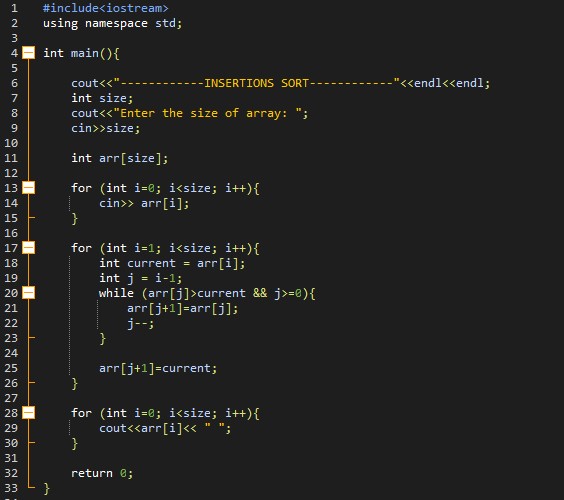 1 #include<iostream>
2 using namespace std;
3
4 int main(){
5
6 cout<<"------------INSERTIONS SORT------------"<<endl<<endl;
7 int size;
8 cout<<"Enter the size of array: ";
9 cin>>size;
10
11 int arr[size];
12
13 for (int i=0; i<size; i++){
14 cin>> arr[i];
15 }
16
17 for (int i=1; i<size; i++){
18 int current = arr[i];
19 int j = i-1;
20 while (arr[j]>current && j>=0){
21 arr[j+1]=arr[j];
22 j--;
23 }
24
25 arr[j+1]=current;
26 }
27
28 for (int i=0; i<size; i++){
29 cout<<arr[i]<< " ";
30 }
31
32 return 0;
33 }